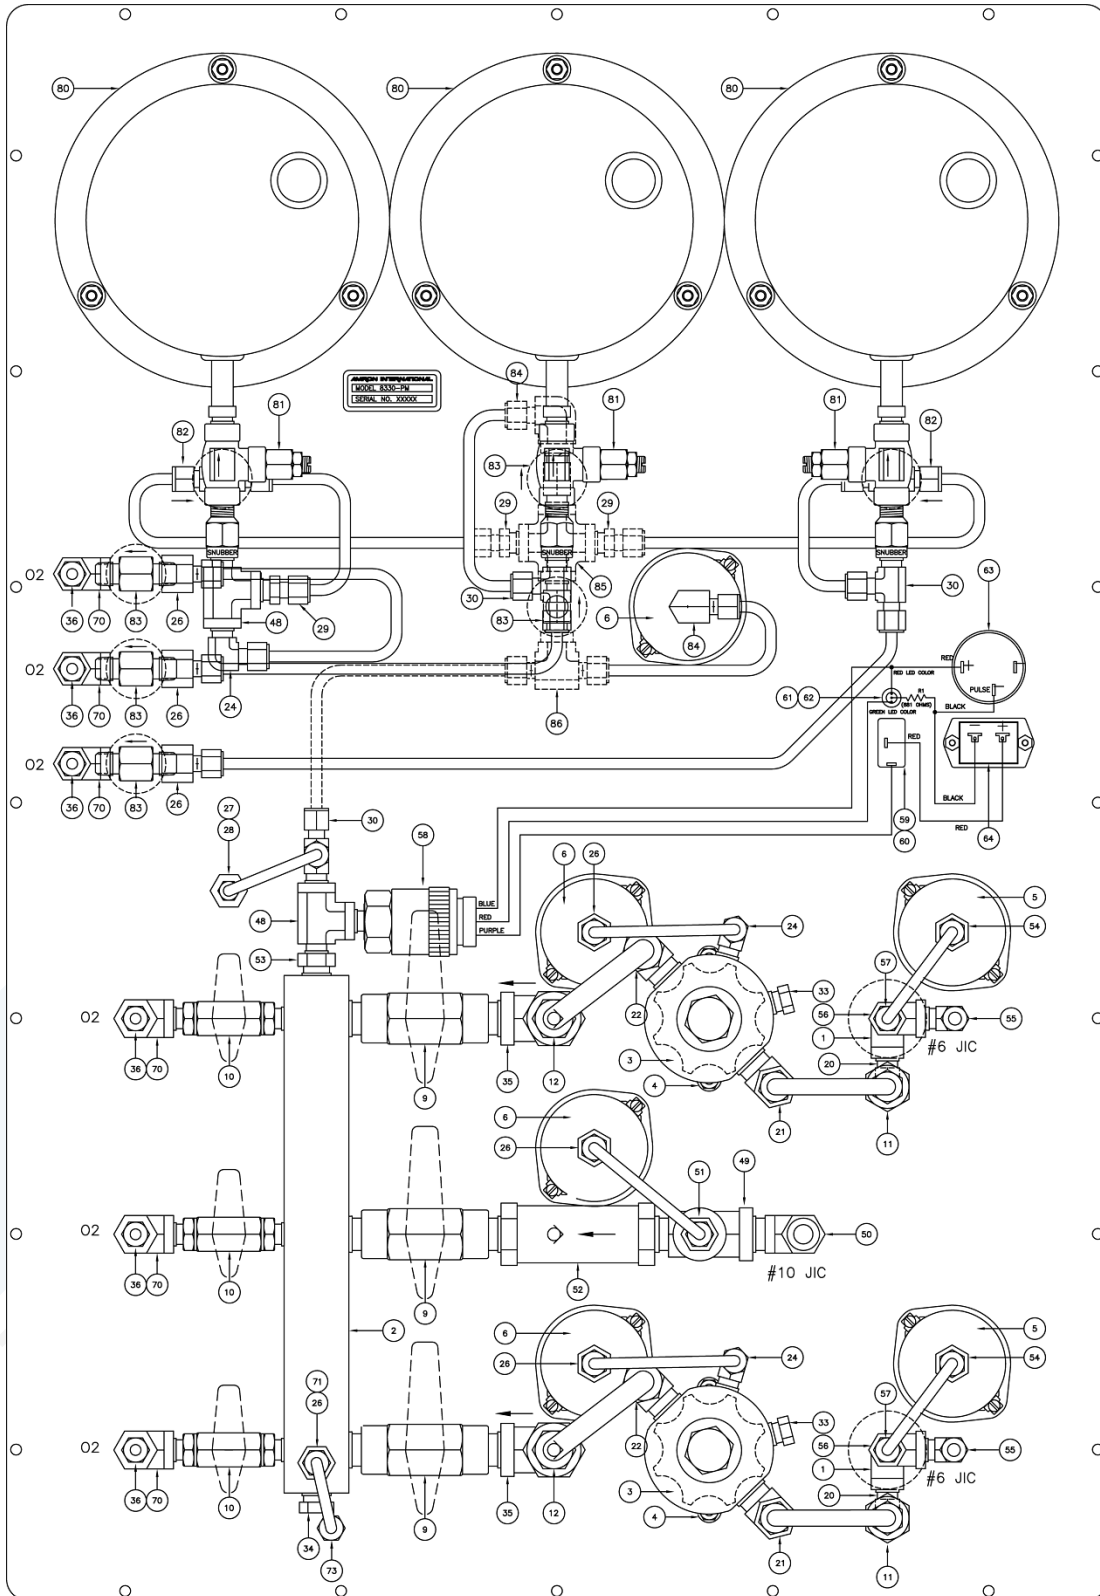 80 80 80
AMRON INTERNATIONAL
MODEL 8330-PM
SERIAL NO. XXXXX
84
81 81 81
82 82
83
29 29
SNUBBER SNUBBER SNUBBER
O2
36 70 83 26 48 29
30 83 85 6 84 30 63
O2
36 70 83 26 24
86
RED
RED LED COLOR
+
PULSE
61 62
R1
(681 OHMS)
GREEN LED COLOR
BLACK
RED
− +
O2
36 70 83 26
BLACK
RED
59
60
64
27
28
30
58
6 26
BLUE
RED
PURPLE
48
53
24
5
54
57
56
33
22
55
#6 JIC
O2
36 70 10 9 35 12
3
4
1
20
21
11
6
26
51 49
O2
36 70 10 9 52
50
#10 JIC
2
6
26
24
5
54
71
26
57
56
33
22
55
#6 JIC
O2
36 70 10 9 35 12
3
4
1
20
21
11
34
73